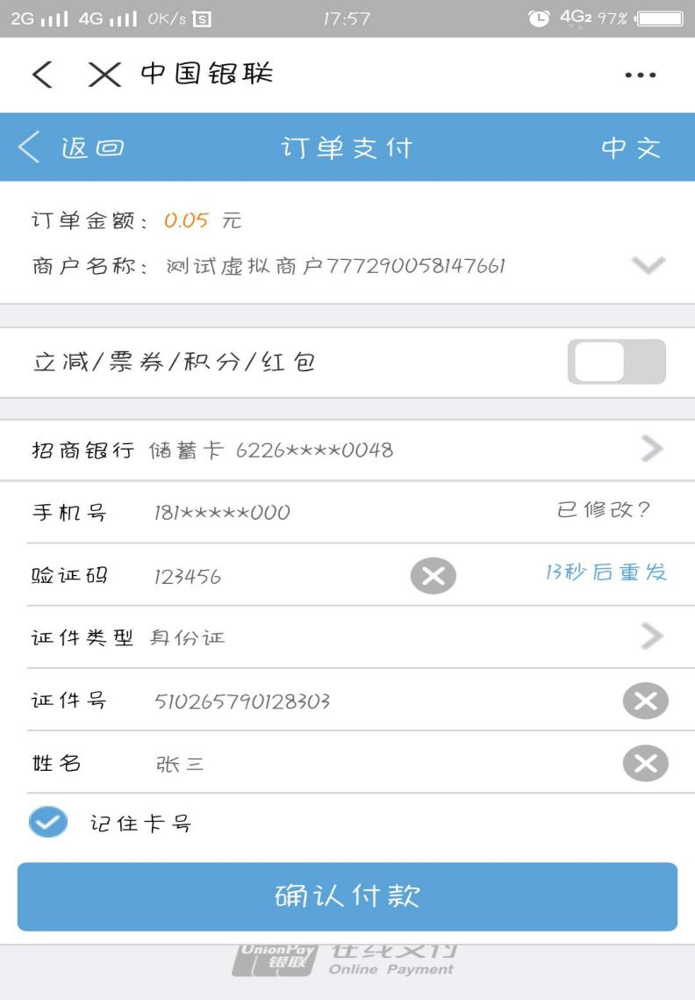 2G 4G 0K/s S 17:57 4G2 97%
中国银联
返回 订单支付 中文
订单金额： 0.05 元
商户名称： 测试虚拟商户777290058147661
立减/票券/积分/红包
招商银行 储蓄卡 6226****0048
手机号 181*****000 已修改？
验证码 123456 13秒后重发
证件类型 身份证
证件号 510265790128303
姓名 张三
记住卡号
确认付款
UnionPay 在线支付
银联 Online Payment